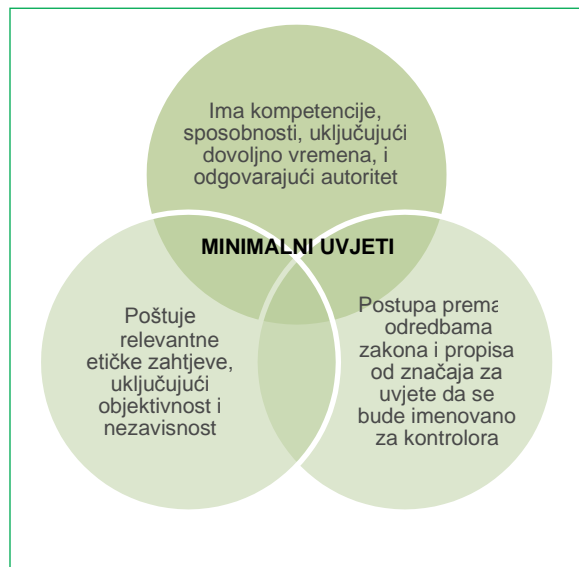 Ima kompetencije,
sposobnosti, uključujući
dovoljno vremena, i
odgovarajući autoritet
MINIMALNI UVJETI
Poštuje
relevantne
etičke zahtjeve,
uključujući
objektivnost i
nezavisnost
Postupa prema
odredbama
zakona i propisa
od značaja za
uvjete da se
bude imenovano
za kontrolora